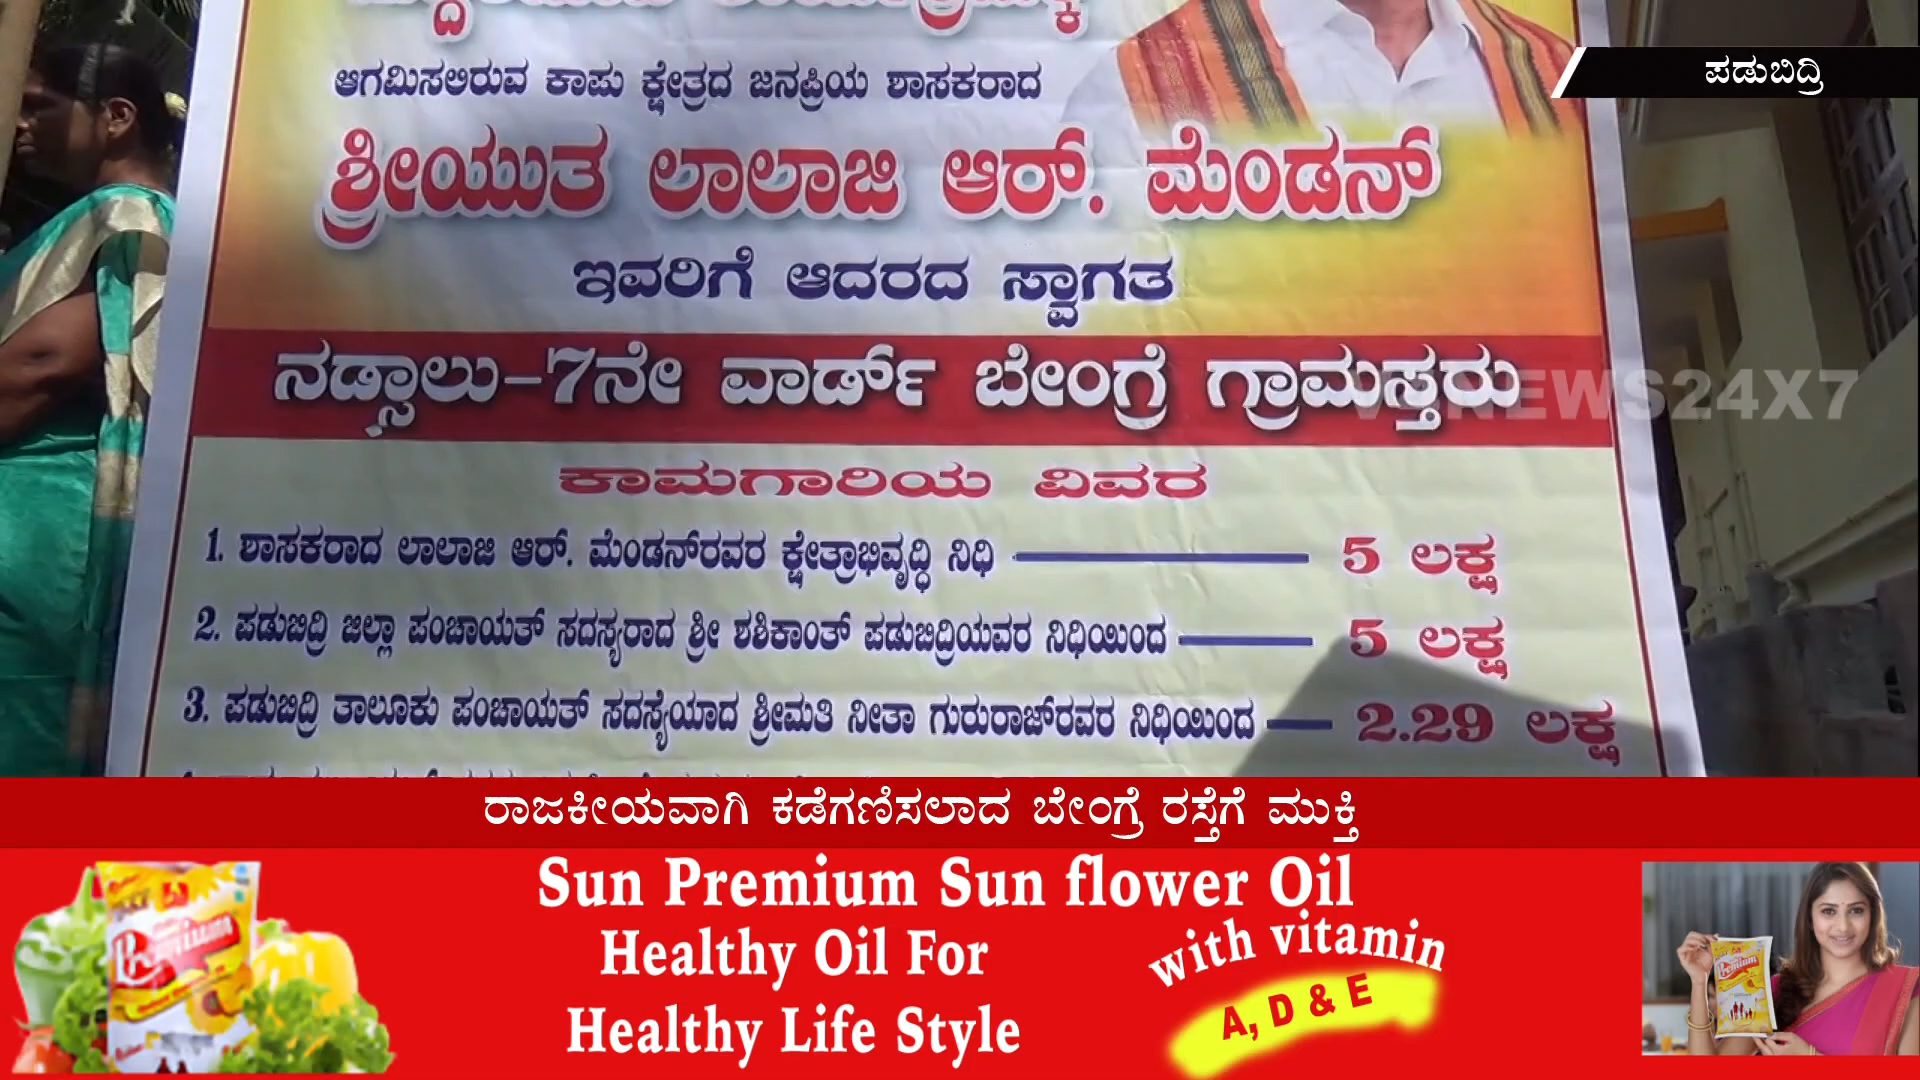 ಪಡುಬಿದ್ರಿ
ಆಗಮಿಸಲಿರುವ ಕಾಪು ಕ್ಷೇತ್ರದ ಜನಪ್ರಿಯ ಶಾಸಕರಾದ
ಶ್ರೀಯುತ ಲಾಲಾಜಿ ಆರ್. ಮೆಂಡನ್
ಇವರಿಗೆ ಆದರದ ಸ್ವಾಗತ
ನಡ್ಸಾಲು-7ನೇ ವಾರ್ಡ್ ಬೇಂಗ್ರೆ ಗ್ರಾಮಸ್ತರು
NEWS24X7
ಕಾಮಗಾರಿಯ ವಿವರ
1. ಶಾಸಕರಾದ ಲಾಲಾಜಿ ಆರ್. ಮೆಂಡನ್‌ರವರ ಕ್ಷೇತ್ರಾಭಿವೃದ್ಧಿ ನಿಧಿ — 5 ಲಕ್ಷ
2. ಪಡುಬಿದ್ರಿ ಜಿಲ್ಲಾ ಪಂಚಾಯತ್ ಸದಸ್ಯರಾದ ಶ್ರೀ ಶಶಿಕಾಂತ್ ಪಡುಬಿದ್ರಿಯವರ ನಿಧಿಯಿಂದ — 5 ಲಕ್ಷ
3. ಪಡುಬಿದ್ರಿ ತಾಲೂಕು ಪಂಚಾಯತ್ ಸದಸ್ಯೆಯಾದ ಶ್ರೀಮತಿ ನೀತಾ ಗುರುರಾಜ್‌ರವರ ನಿಧಿಯಿಂದ — 2.29 ಲಕ್ಷ
ರಾಜಕೀಯವಾಗಿ ಕಡೆಗಣಿಸಲಾದ ಬೇಂಗ್ರೆ ರಸ್ತೆಗೆ ಮುಕ್ತಿ
Sun Premium Sun flower Oil
Healthy Oil For
Healthy Life Style
with vitamin
A, D & E
Premium